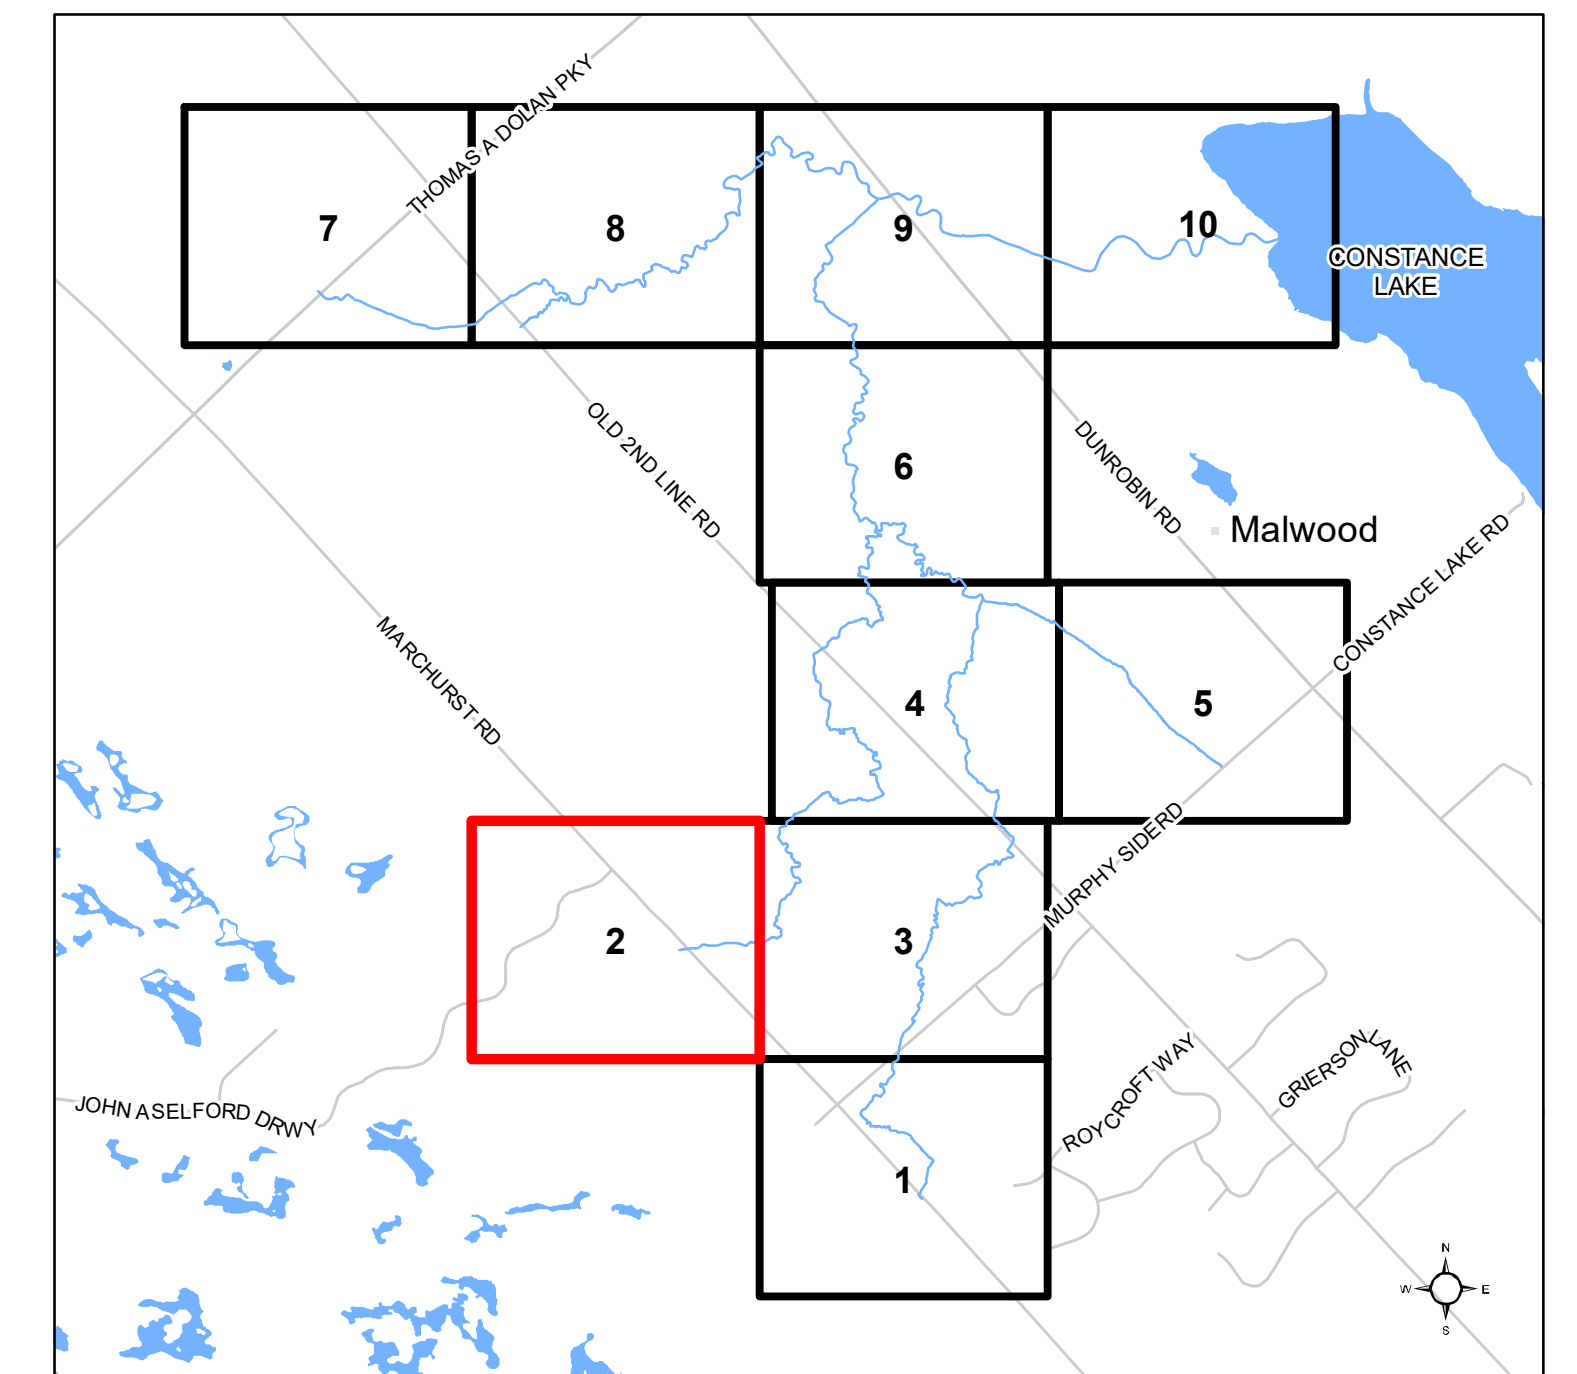 THOMAS A DOLAN PKY
7
8
9
10
CONSTANCE
LAKE
OLD 2ND LINE RD
DUNROBIN RD
6
Malwood
CONSTANCE LAKE RD
MARCHURST RD
4
5
MURPHY SIDERD
2
3
JOHN ASELFORD DRWY
ROYCROFT WAY
GRIERSON LANE
1
N
W
E
S